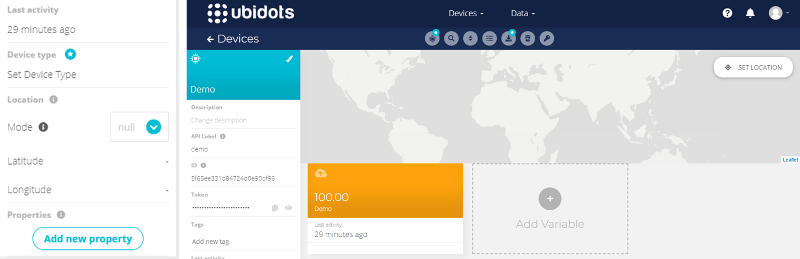 Last activity
29 minutes ago
Device type
Set Device Type
Location
Mode
null
Latitude
-
Longitude
-
Properties
Add new property
ubidots
Devices
Data
Devices
Demo
Description
Change description
API Label
demo
ID
5f65ee331d84724d0e90cf96
Token
••••••••••••••••••••••••
Tags
Add new tag
Last activity
SET LOCATION
Leaflet
100.00
Demo
Last activity:
29 minutes ago
Add Variable